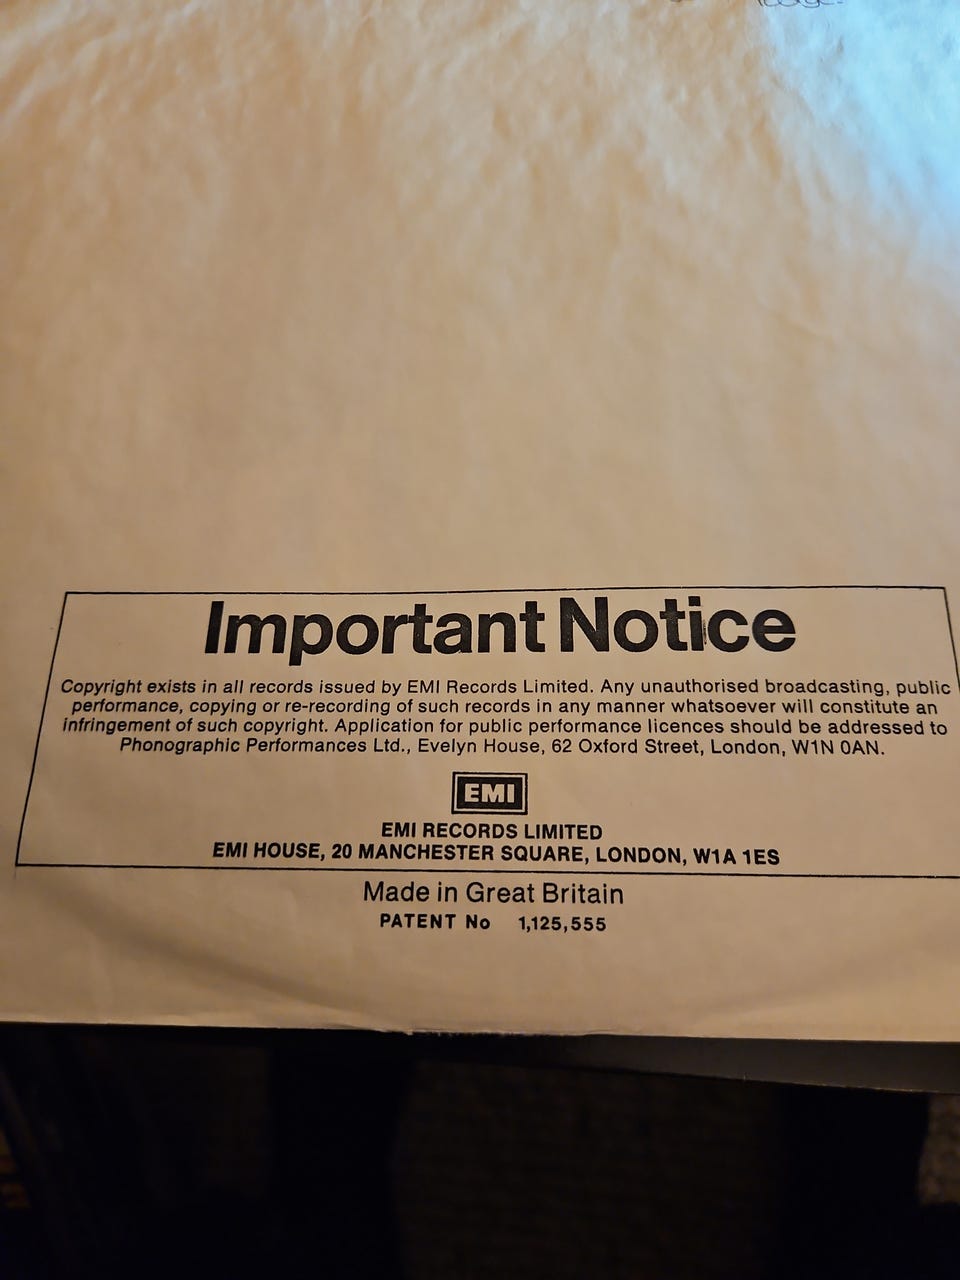 Important Notice
Copyright exists in all records issued by EMI Records Limited. Any unauthorised broadcasting, public
performance, copying or re-recording of such records in any manner whatsoever will constitute an
infringement of such copyright. Application for public performance licences should be addressed to
Phonographic Performances Ltd., Evelyn House, 62 Oxford Street, London, W1N 0AN.
EMI
EMI RECORDS LIMITED
EMI HOUSE, 20 MANCHESTER SQUARE, LONDON, W1A 1ES
Made in Great Britain
PATENT No 1,125,555